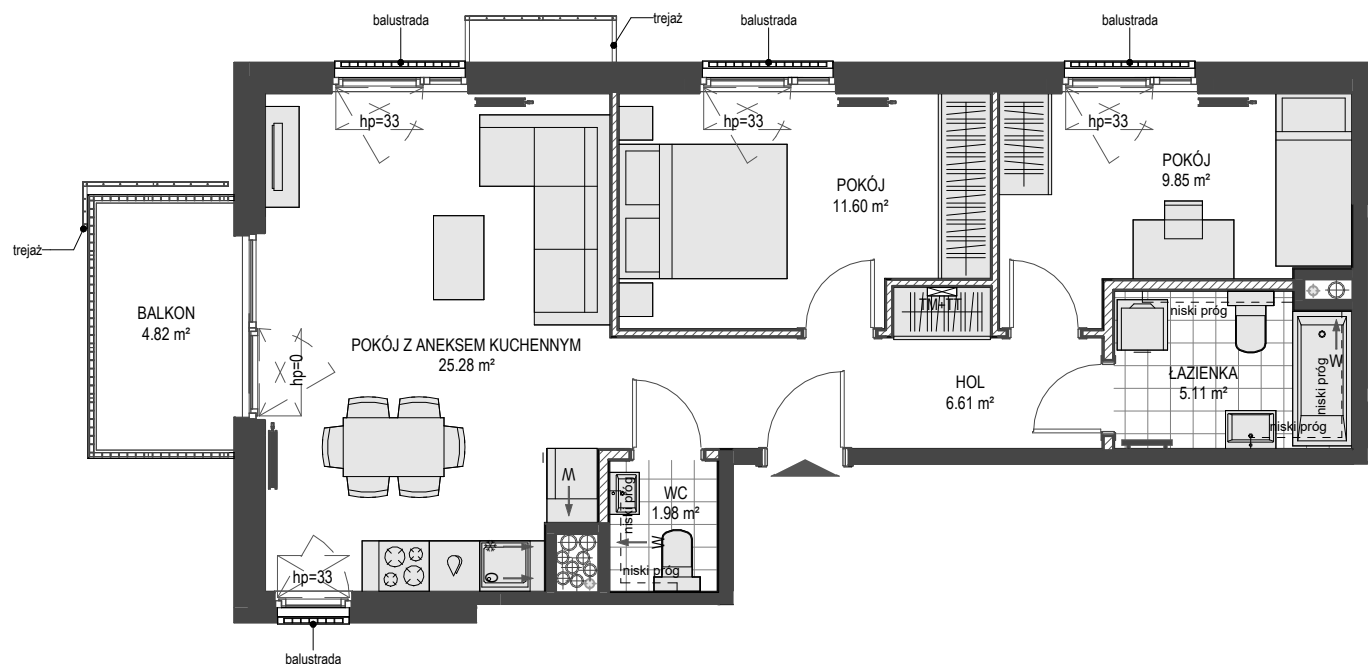 balustrada
trejaż
balustrada
balustrada
hp=33
hp=33
hp=33
POKÓJ
11.60 m²
POKÓJ
9.85 m²
trejaż
BALKON
4.82 m²
hp=0
POKÓJ Z ANEKSEM KUCHENNYM
25.28 m²
TM+TT
niski próg
HOL
6.61 m²
ŁAZIENKA
5.11 m²
W
niski próg
niski próg
W
WC
1.98 m²
niski próg
W
niski próg
hp=33
balustrada